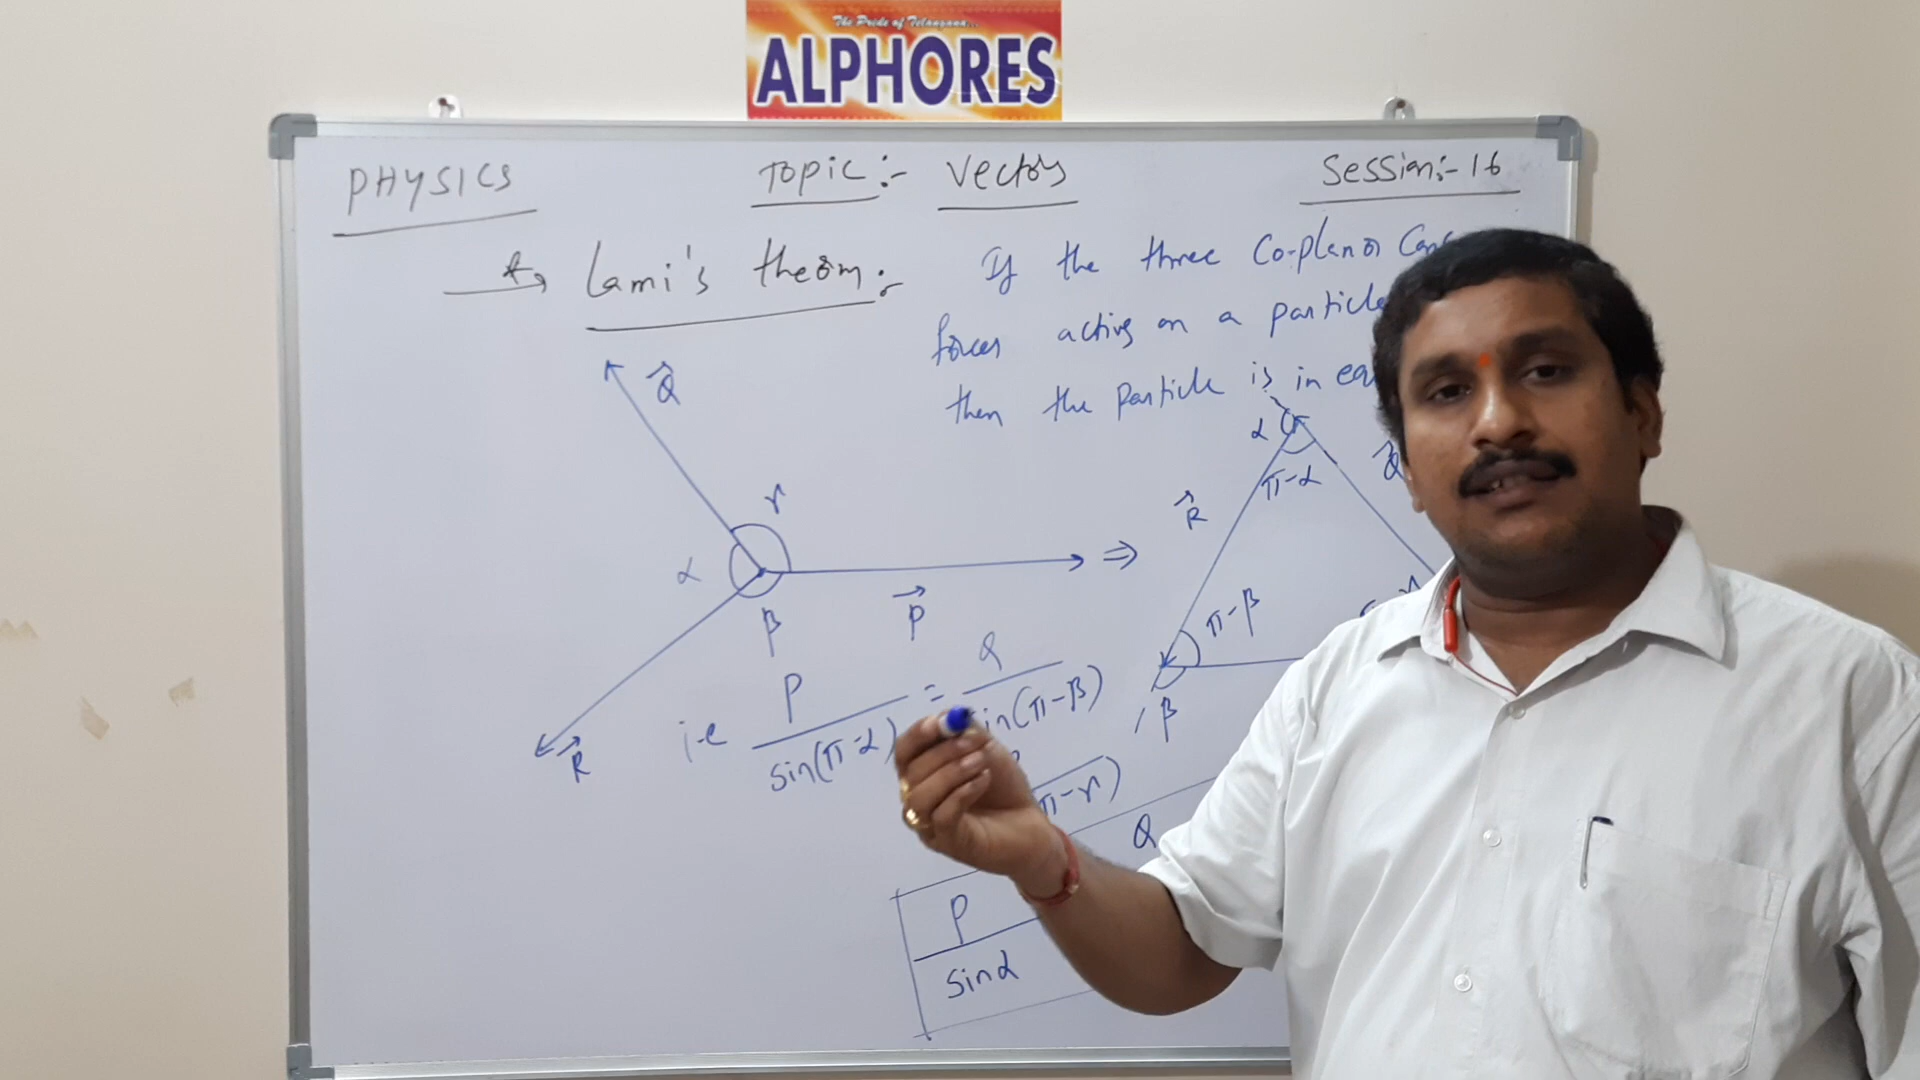 The Pride of Telangana...
ALPHORES
PHYSICS Topic:- Vectors Session:- 16
Lami's theorm:-
If the three Co-planar
forces acting on a particle
then the particle is in
Q
γ
α
β
P
R
⇒
α
π-α
Q
R
π-β
β
i.e P/sin(π-α) = Q/sin(π-β)
π-γ)
P Q
sinα